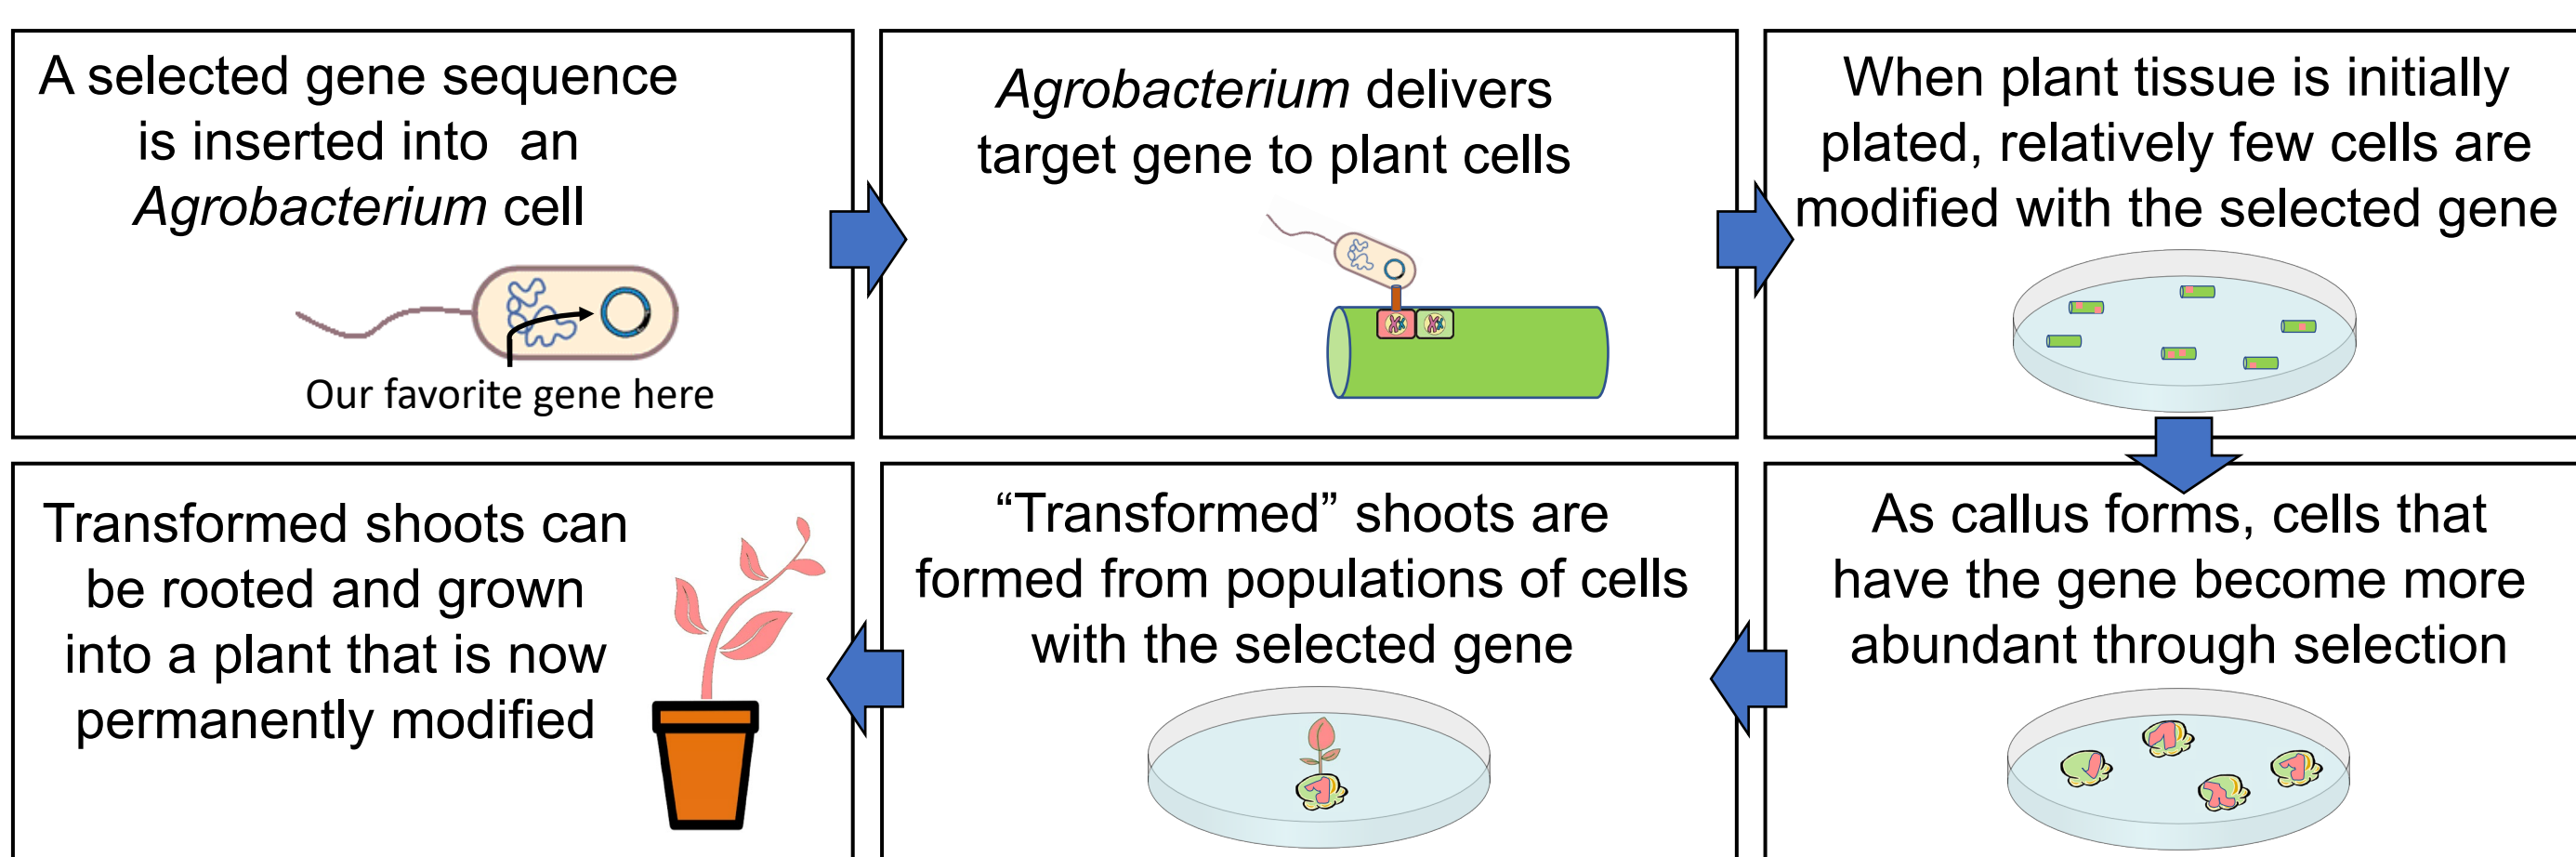 A selected gene sequence
is inserted into an
Agrobacterium cell
Our favorite gene here
Agrobacterium delivers
target gene to plant cells
When plant tissue is initially
plated, relatively few cells are
modified with the selected gene
As callus forms, cells that
have the gene become more
abundant through selection
“Transformed” shoots are
formed from populations of cells
with the selected gene
Transformed shoots can
be rooted and grown
into a plant that is now
permanently modified